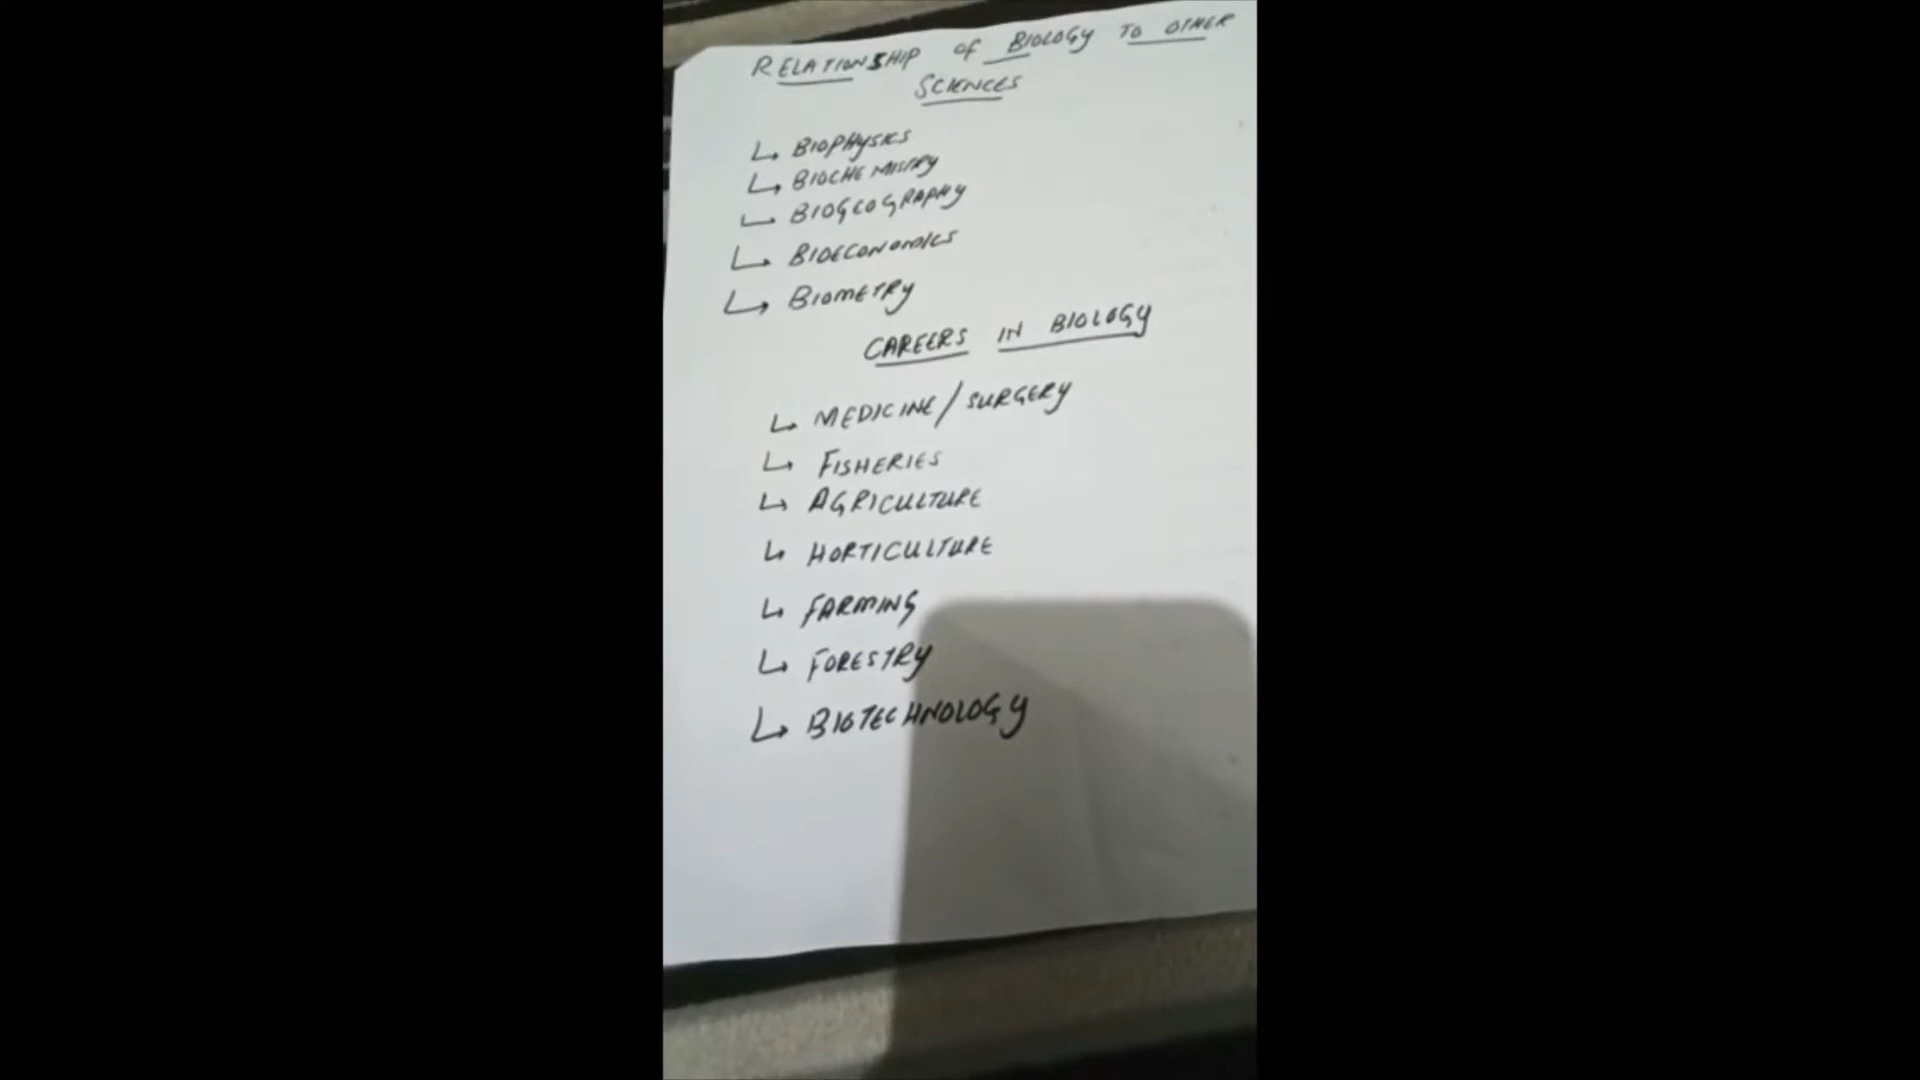 RELATIONSHIP OF BIOLOGY TO OTHER
SCIENCES
↳ BIOPHYSICS
↳ BIOCHEMISTRY
↳ BIOGEOGRAPHY
↳ BIOECONOMICS
↳ BIOMETRY
CAREERS IN BIOLOGY
↳ MEDICINE/SURGERY
↳ FISHERIES
↳ AGRICULTURE
↳ HORTICULTURE
↳ FARMING
↳ FORESTRY
↳ BIOTECHNOLOGY